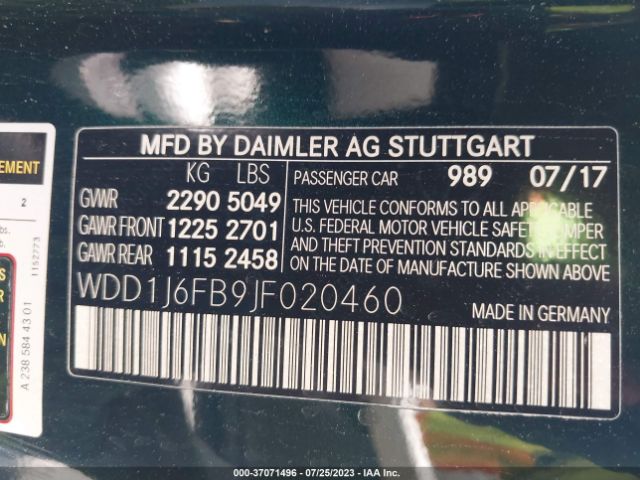 MFD BY DAIMLER AG STUTTGART
KG LBS
GVWR 2290 5049
GAWR FRONT 1225 2701
GAWR REAR 1115 2458
PASSENGER CAR 989 07/17
THIS VEHICLE CONFORMS TO ALL APPLICABLE
U.S. FEDERAL MOTOR VEHICLE SAFETY, BUMPER
AND THEFT PREVENTION STANDARDS IN EFFECT
ON THE DATE OF MANUFACTURE SHOWN ABOVE.
WDD1J6FB9JF020460
MADE IN GERMANY
EMENT
2
lbs.
1152773
A 238 584 43 01
000-37071496 - 07/25/2023 - IAA Inc.